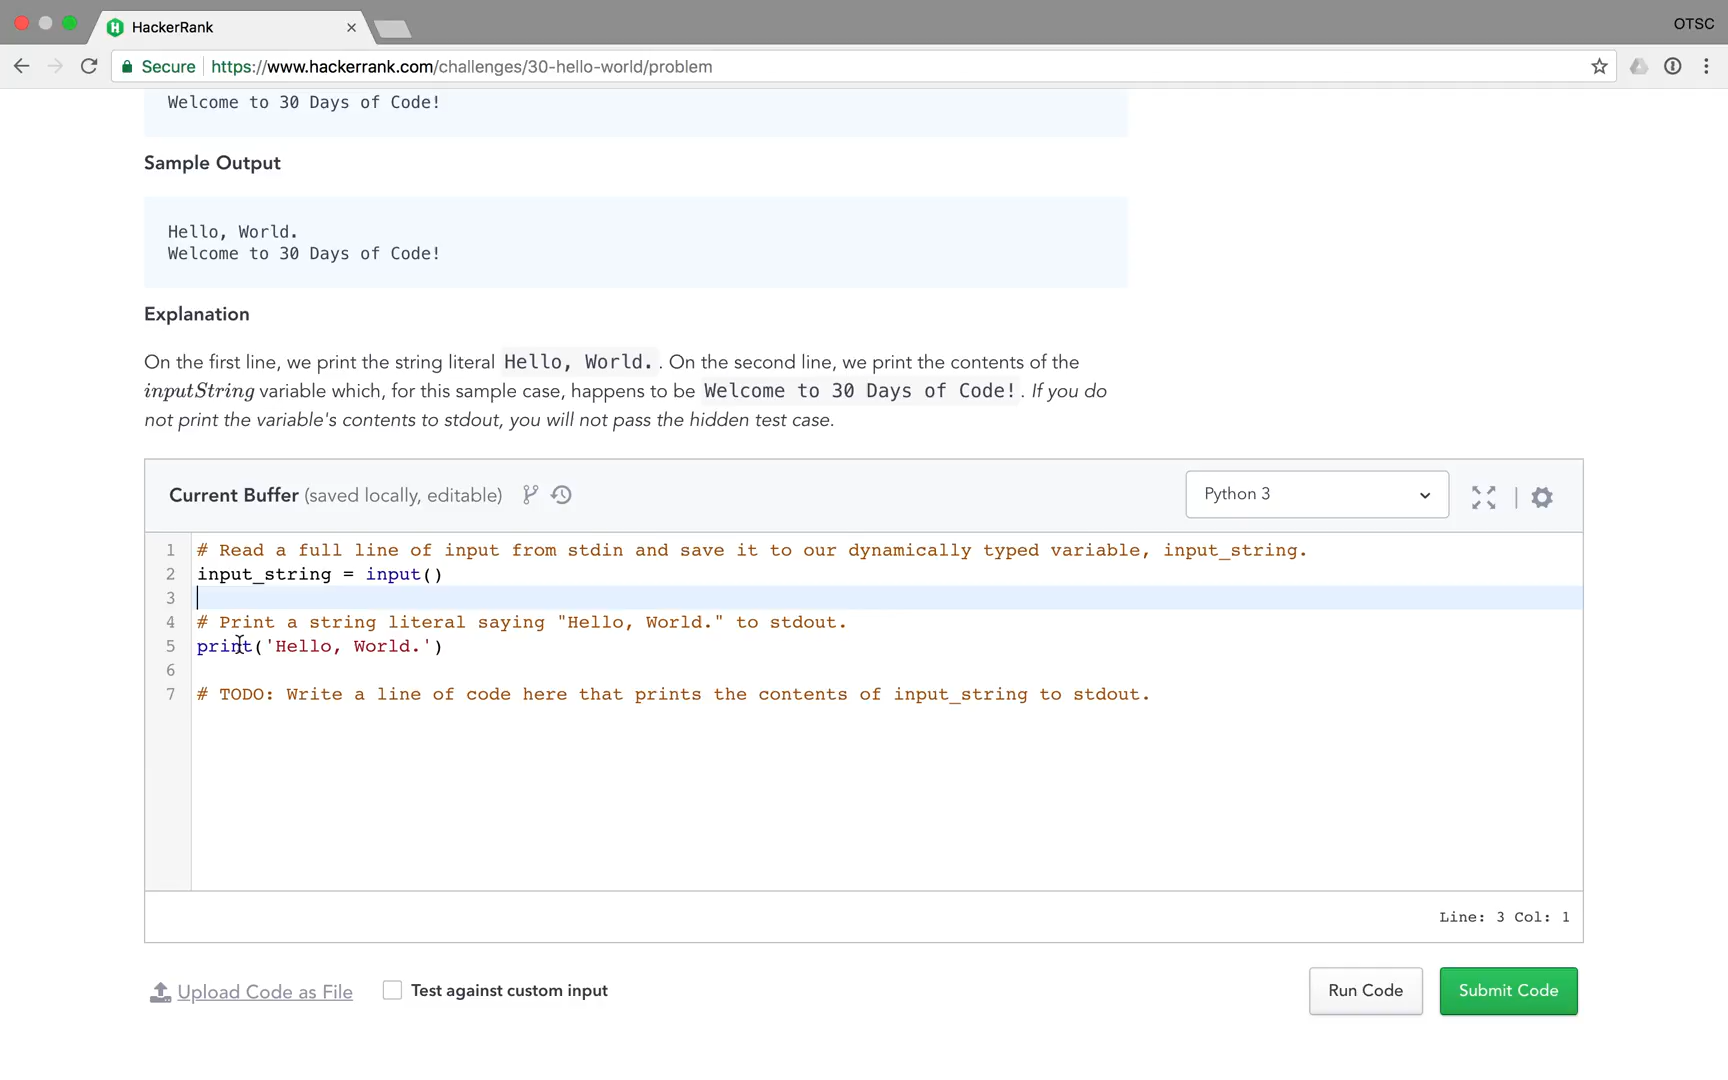 HackerRank
OTSC
Secure https://www.hackerrank.com/challenges/30-hello-world/problem
Welcome to 30 Days of Code!
Sample Output
Hello, World.
Welcome to 30 Days of Code!
Explanation
On the first line, we print the string literal Hello, World. . On the second line, we print the contents of the
inputString variable which, for this sample case, happens to be Welcome to 30 Days of Code! . If you do
not print the variable's contents to stdout, you will not pass the hidden test case.
Current Buffer (saved locally, editable)
Python 3
1 # Read a full line of input from stdin and save it to our dynamically typed variable, input_string.
2 input_string = input()
3
4 # Print a string literal saying "Hello, World." to stdout.
5 print('Hello, World.')
6
7 # TODO: Write a line of code here that prints the contents of input_string to stdout.
Line: 3 Col: 1
Upload Code as File
Test against custom input
Run Code
Submit Code